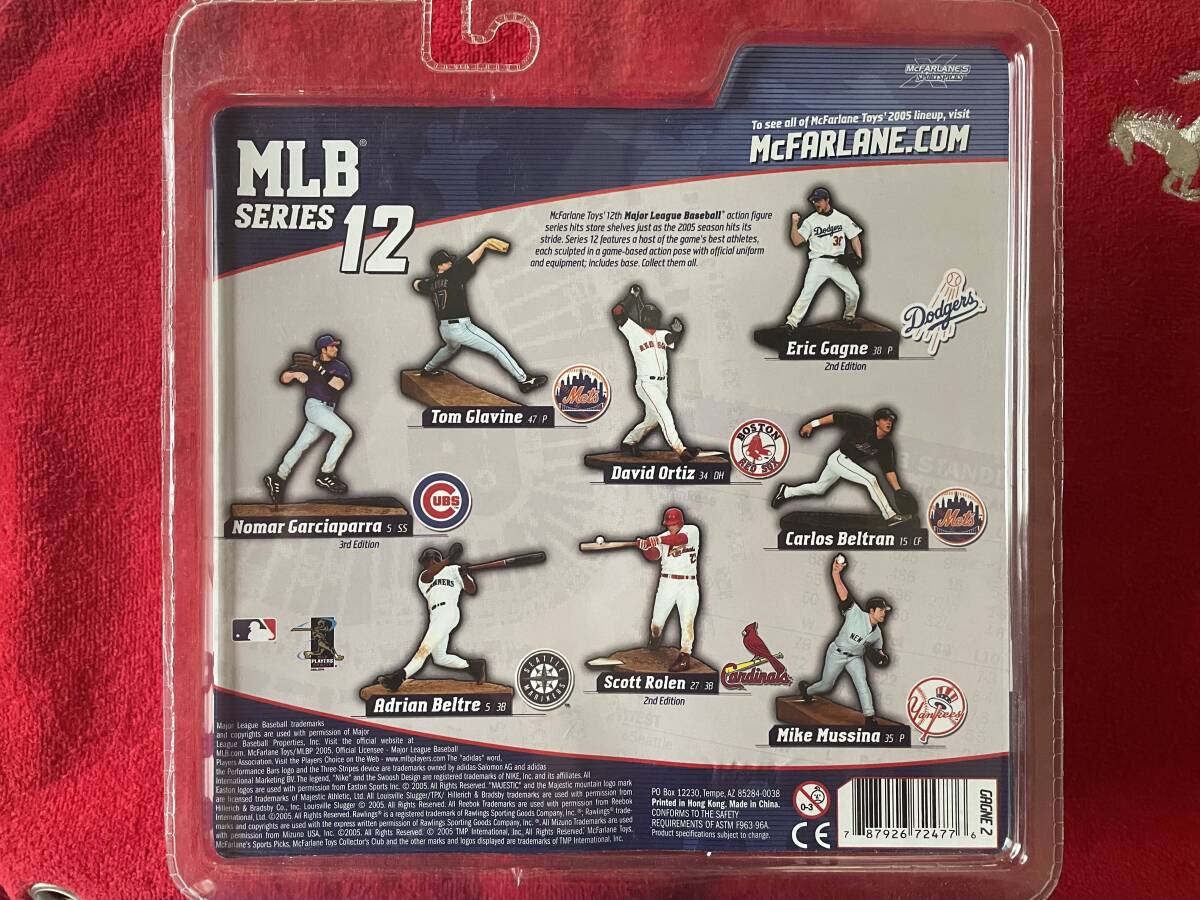 McFARLANE'S
SPORTSPICKS
To see all of McFarlane Toys' 2005 lineup, visit
McFARLANE.COM
MLB®
SERIES 12
McFarlane Toys' 12th Major League Baseball® action figure
series hits store shelves just as the 2005 season hits its
stride. Series 12 features a host of the game's best athletes,
each sculpted in a game-based action pose with official uniform
and equipment; includes base. Collect them all.
Dodgers
Dodgers
Eric Gagne 38 P
2nd Edition
Tom Glavine 47 P
Mets
David Ortiz 34 DH
BOSTON
RED SOX
Nomar Garciaparra 5 SS
3rd Edition
CUBS
Carlos Beltran 15 CF
Mets
Adrian Beltre 5 3B
SEATTLE
MARINERS
Scott Rolen 27 3B
2nd Edition
Cardinals
NEW
Mike Mussina 35 P
Yankees
PLAYERS
Major League Baseball trademarks
and copyrights are used with permission of Major
League Baseball Properties, Inc. Visit the official website at
MLB.com. McFarlane Toys/MLBP 2005. Official Licensee - Major League Baseball
Players Association. Visit the Players Choice on the Web - www.mlbplayers.com The "adidas" word,
the Performance Bars logo and the Three-Stripes device are trademarks owned by adidas-Salomon AG and adidas
International Marketing BV. The legend, "Nike" and the Swoosh Design are registered trademarks of NIKE, Inc. and its affiliates. All
Easton logos are used with permission from Easton Sports Inc. © 2005. All Rights Reserved. "MAJESTIC" and the Majestic mountain logo mark
are licensed trademarks of Majestic Athletic, Ltd. All Louisville Slugger/TPX/ Hillerich & Bradsby trademarks are used with permission from
Hillerich & Bradsby Co., Inc. Louisville Slugger © 2005. All Rights Reserved. All Reebok Trademarks are used with permission from Reebok
International, Ltd. © 2005. All Rights Reserved. Rawlings® is a registered trademark of Rawlings Sporting Goods Company, Inc. ®; Rawlings® trade-
marks and copyrights are used with the express written permission of Rawlings Sporting Goods Company, Inc. ®. All Mizuno Trademarks are used
with permission from Mizuno USA, Inc. ©2005. All Rights Reserved. © 2005 TMP International, Inc, All Rights Reserved. McFarlane Toys,
McFarlane's Sports Picks, McFarlane Toys Collector's Club and the other marks and logos displayed are trademarks of TMP International, Inc.
PO Box 12230, Tempe, AZ 85284-0038
Printed in Hong Kong. Made in China.
CONFORMS TO THE SAFETY
REQUIREMENTS OF ASTM F963-96A.
Product specifications subject to change.
0-3
CE
7 87926 72477 6
GAGNE 2